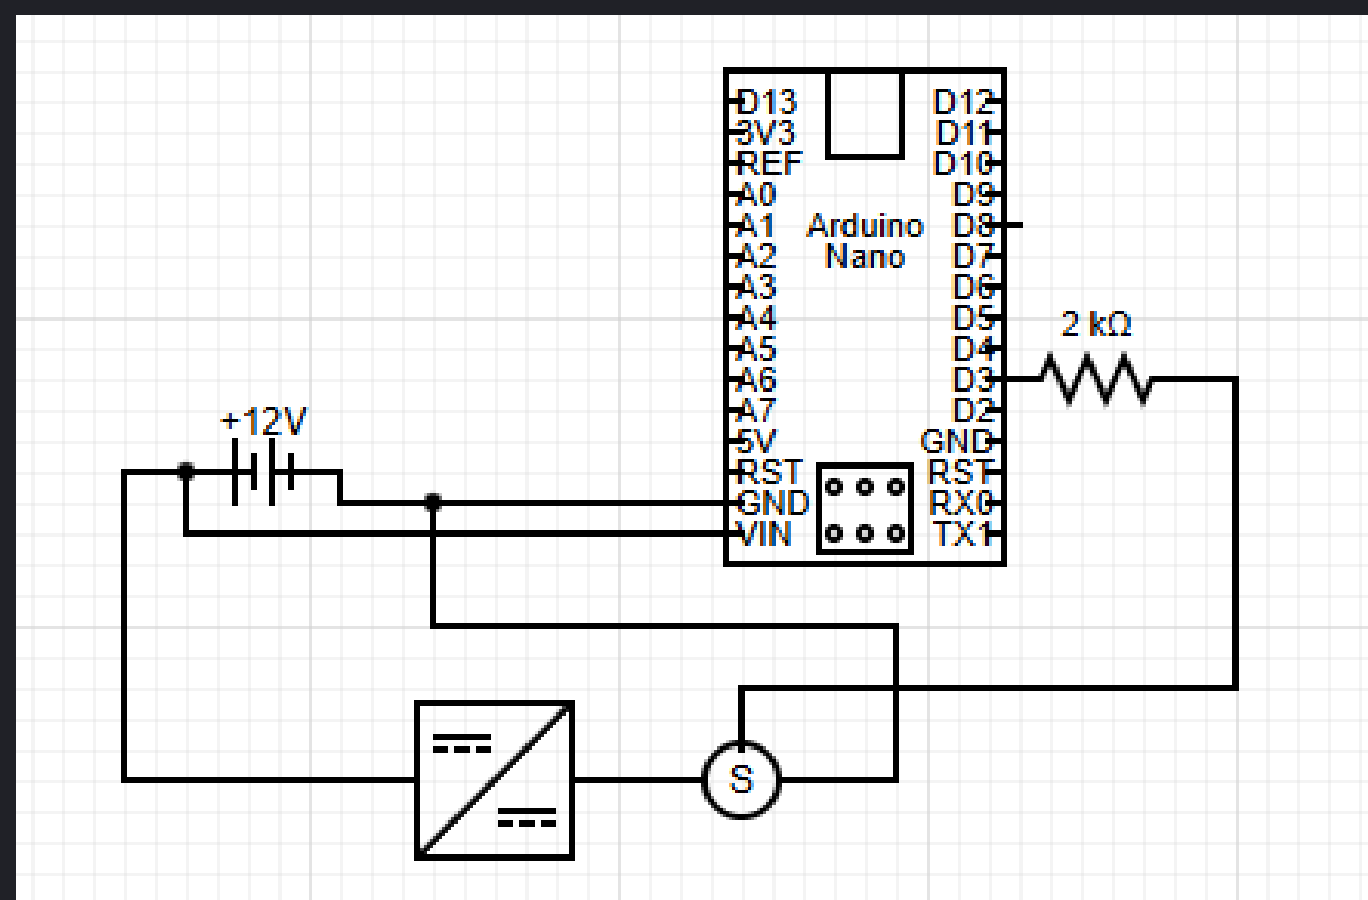 D13 D12
3V3 D11
REF D10
A0 D9
A1 Arduino D8
A2 Nano D7
A3 D6
A4 D5
2 kΩ
A5 D4
A6 D3
A7 D2
+12V
5V GND
RST RST
GND RX0
VIN TX1
S